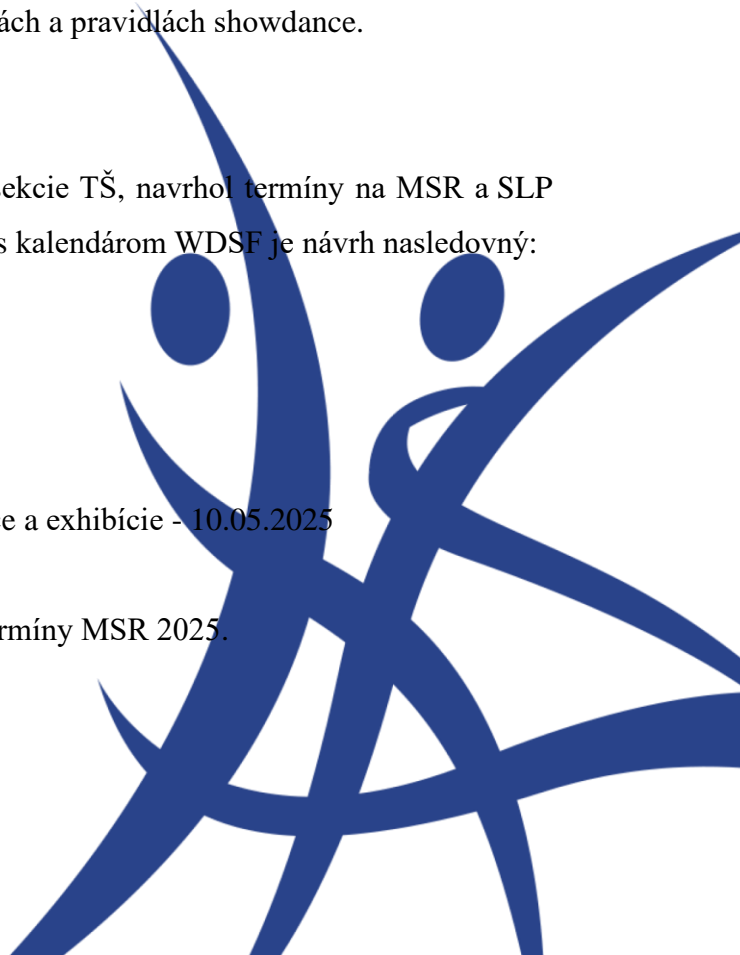 ách a pravidlách showdance.
ekcie TŠ, navrhol termíny na MSR a SLP
s kalendárom WDSF je návrh nasledovný:
e a exhibície - 10.05.2025
rmíny MSR 2025.